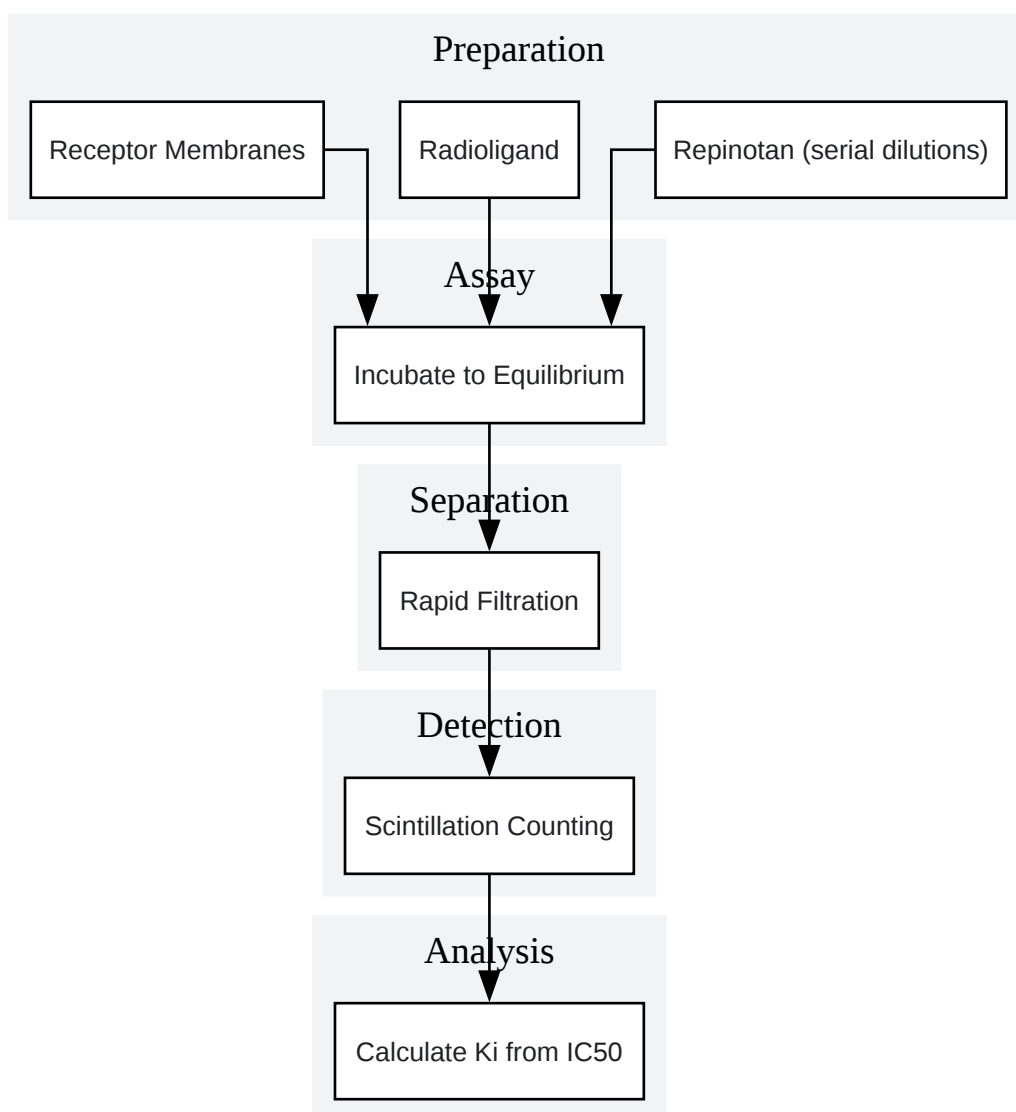 Preparation
Receptor Membranes
Radioligand
Repinotan (serial dilutions)
Assay
Incubate to Equilibrium
Separation
Rapid Filtration
Detection
Scintillation Counting
Analysis
Calculate Ki from IC50